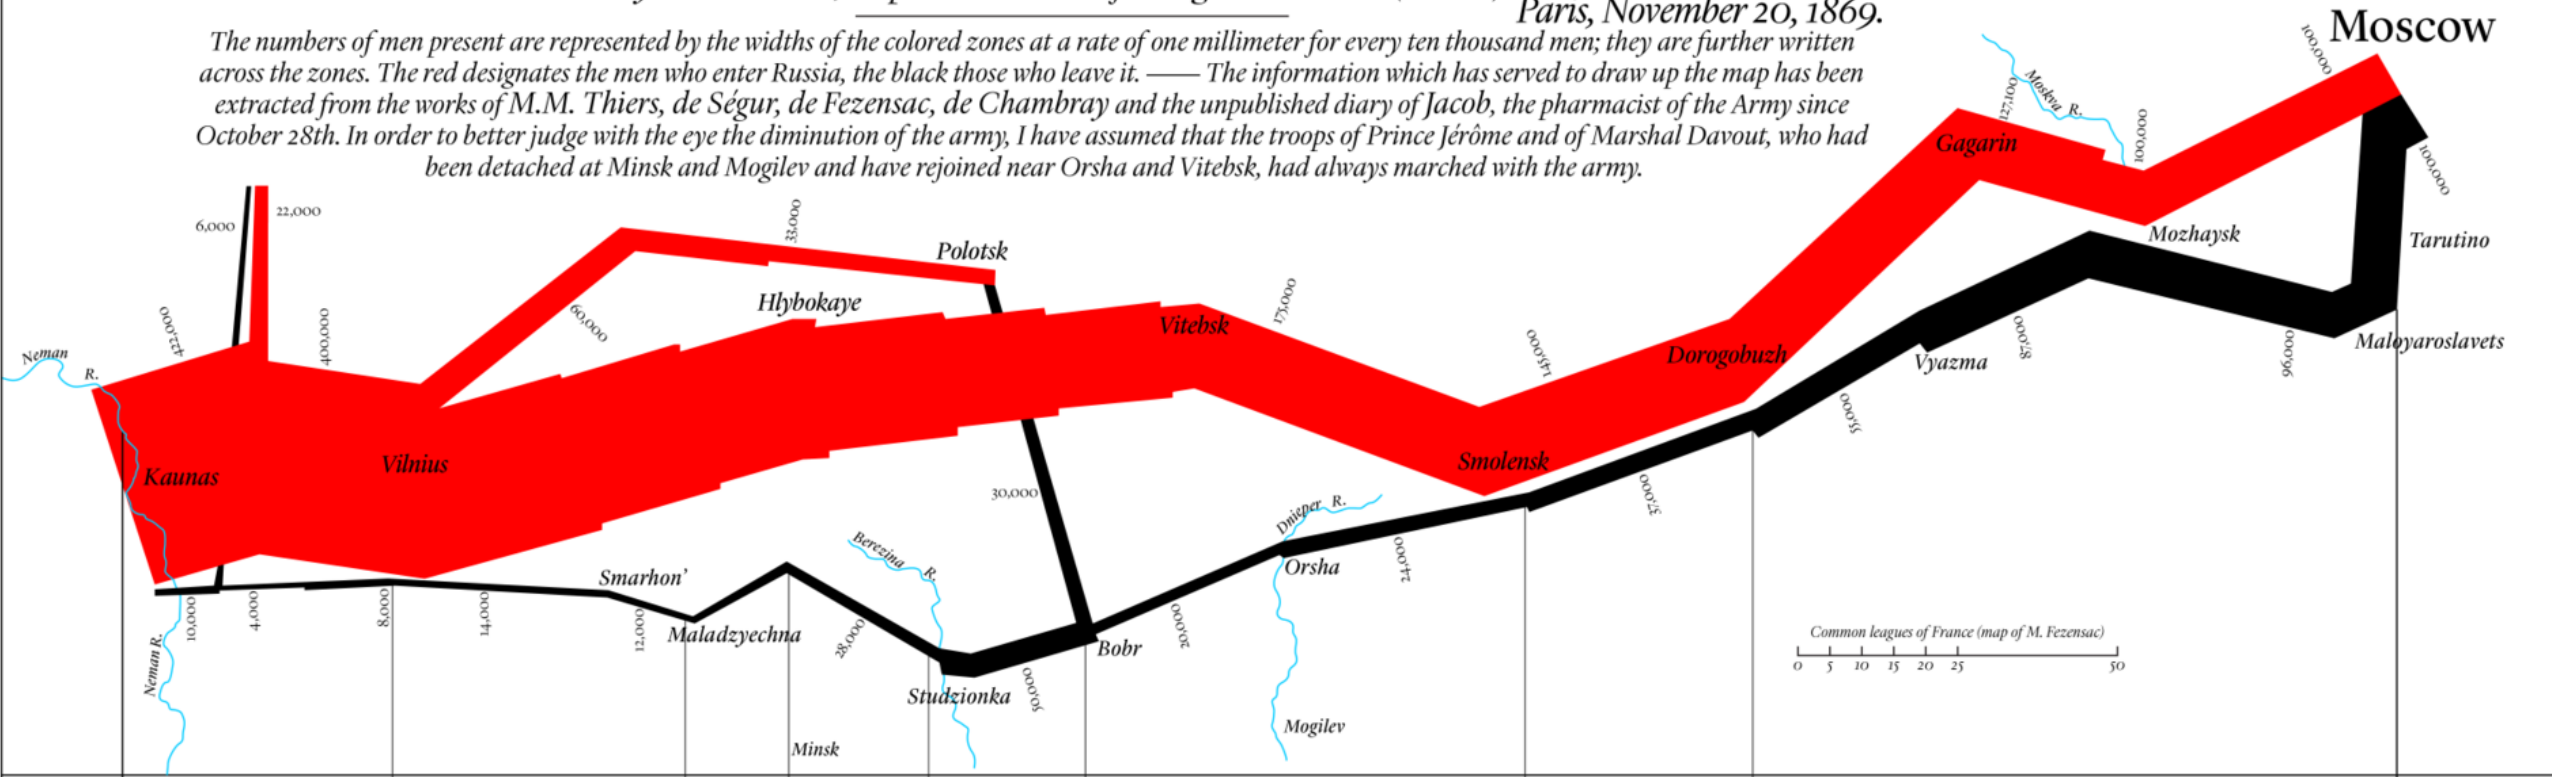 Paris, November 20, 1869.
Moscow
The numbers of men present are represented by the widths of the colored zones at a rate of one millimeter for every ten thousand men; they are further written
across the zones. The red designates the men who enter Russia, the black those who leave it. —— The information which has served to draw up the map has been
extracted from the works of M.M. Thiers, de Ségur, de Fezensac, de Chambray and the unpublished diary of Jacob, the pharmacist of the Army since
October 28th. In order to better judge with the eye the diminution of the army, I have assumed that the troops of Prince Jérôme and of Marshal Davout, who had
been detached at Minsk and Mogilev and have rejoined near Orsha and Vitebsk, had always marched with the army.
100,000
Moskva R.
127,100
100,000
Gagarin
100,000
22,000
6,000
33,000
Polotsk
Mozhaysk
Tarutino
Hlybokaye
422,000
400,000
60,000
Vitebsk
175,000
145,000
Dorogobuzh
Vyazma
87,000
96,000
Maloyaroslavets
Neman
R.
Kaunas
Vilnius
Smolensk
55,000
30,000
37,000
Dnieper R.
Berezina
R.
Orsha
24,000
Smarhon’
10,000
4,000
8,000
14,000
12,000
Maladzyechna
28,000
Bobr
20,000
Common leagues of France (map of M. Fezensac)
0 5 10 15 20 25 50
Neman R.
Studzionka
50,000
Mogilev
Minsk